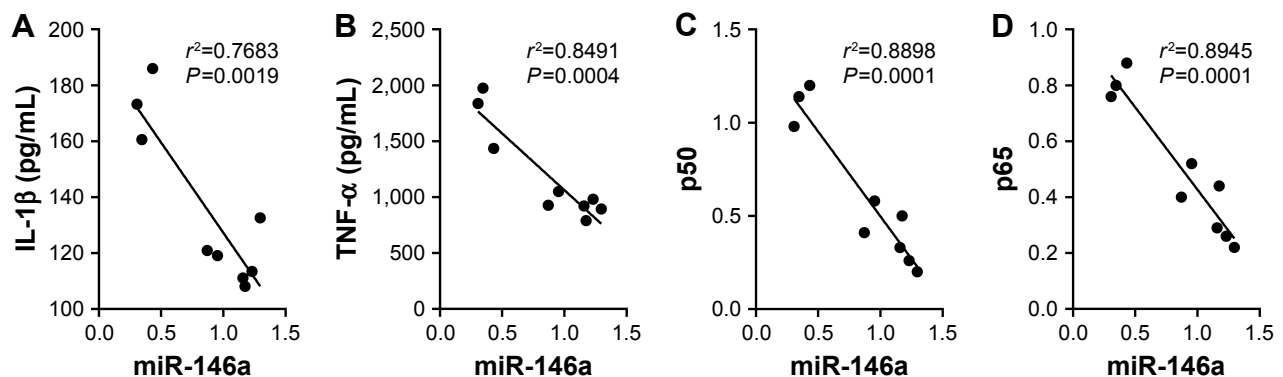 A
IL-1β (pg/mL)
200
180
160
140
120
100
0.0 0.5 1.0 1.5
miR-146a
r²=0.7683
P=0.0019
B
TNF-α (pg/mL)
2,500
2,000
1,500
1,000
500
0
0.0 0.5 1.0 1.5
miR-146a
r²=0.8491
P=0.0004
C
p50
1.5
1.0
0.5
0.0
0.0 0.5 1.0 1.5
miR-146a
r²=0.8898
P=0.0001
D
p65
1.0
0.8
0.6
0.4
0.2
0.0
0.0 0.5 1.0 1.5
miR-146a
r²=0.8945
P=0.0001